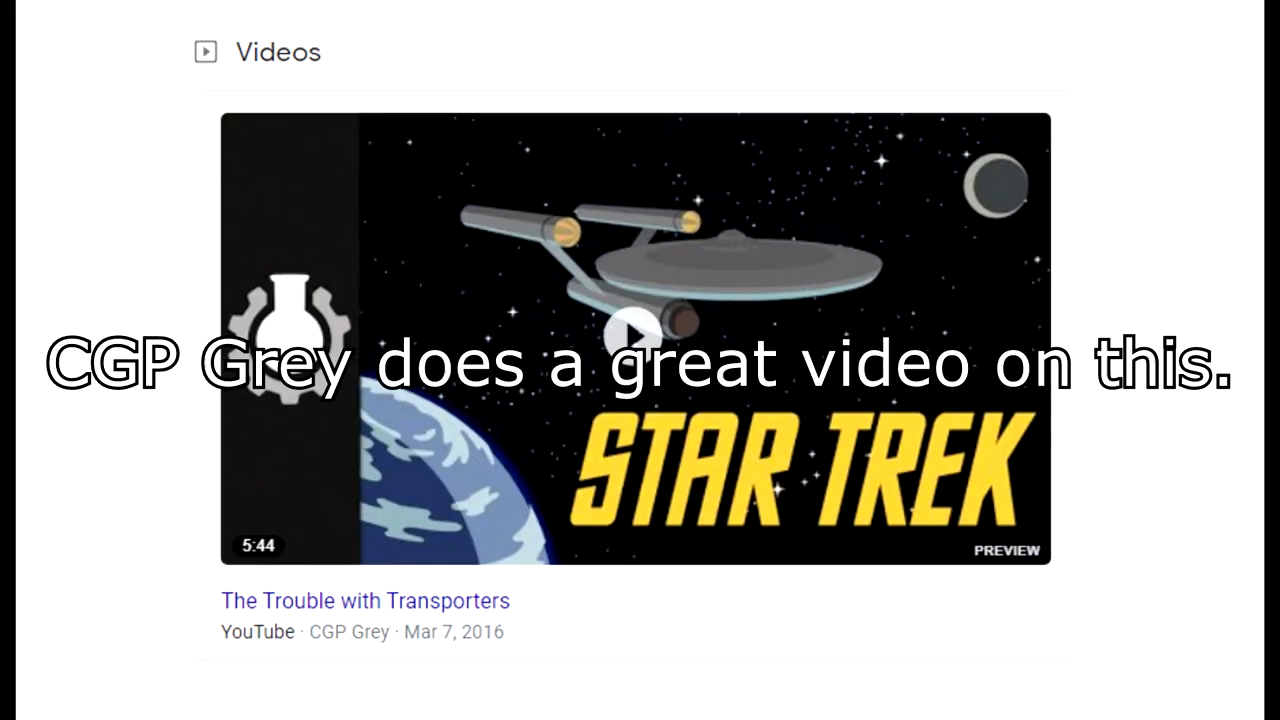 Videos
CGP Grey does a great video on this.
STAR TREK
5:44
PREVIEW
The Trouble with Transporters
YouTube · CGP Grey · Mar 7, 2016